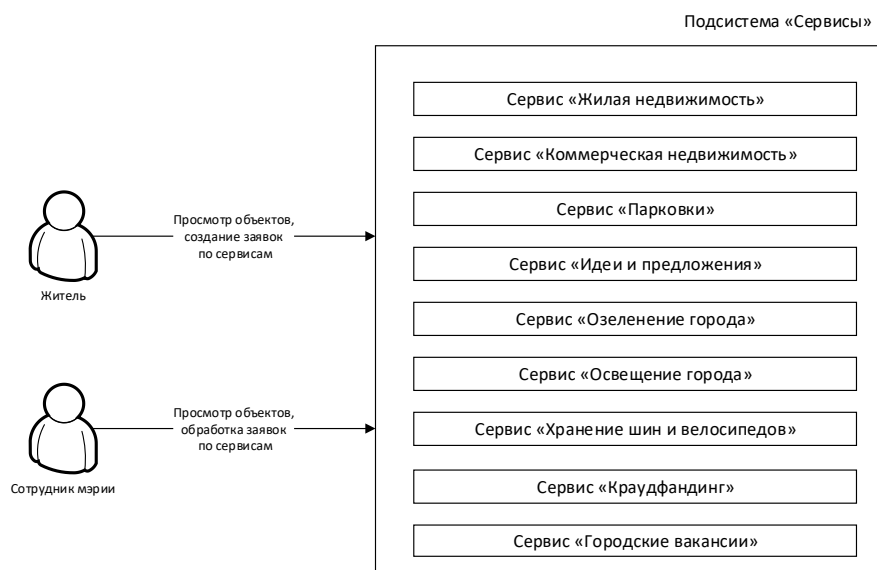 Подсистема «Сервисы»
Сервис «Жилая недвижимость»
Сервис «Коммерческая недвижимость»
Сервис «Парковки»
Сервис «Идеи и предложения»
Сервис «Озеленение города»
Сервис «Освещение города»
Сервис «Хранение шин и велосипедов»
Сервис «Краудфандинг»
Сервис «Городские вакансии»
Просмотр объектов,
создание заявок
по сервисам
Житель
Просмотр объектов,
обработка заявок
по сервисам
Сотрудник мэрии